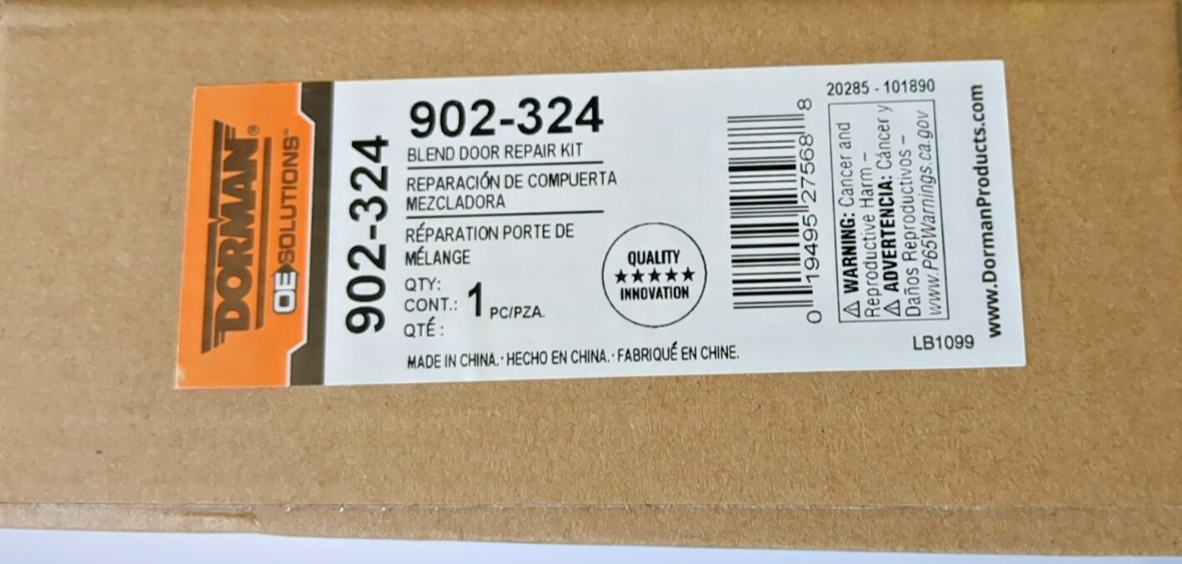 DORMAN®
OE SOLUTIONS™
902-324
902-324
BLEND DOOR REPAIR KIT
REPARACIÓN DE COMPUERTA
MEZCLADORA
RÉPARATION PORTE DE
MÉLANGE
QTY:
CONT.: 1 PC/PZA.
QTÉ :
MADE IN CHINA.· HECHO EN CHINA.· FABRIQUÉ EN CHINE.
QUALITY
★★★★★
INNOVATION
0 19495 27568 8
20285 - 101890
⚠ WARNING: Cancer and
Reproductive Harm –
⚠ ADVERTENCIA: Cáncer y
Daños Reproductivos –
www.P65Warnings.ca.gov
LB1099
www.DormanProducts.com